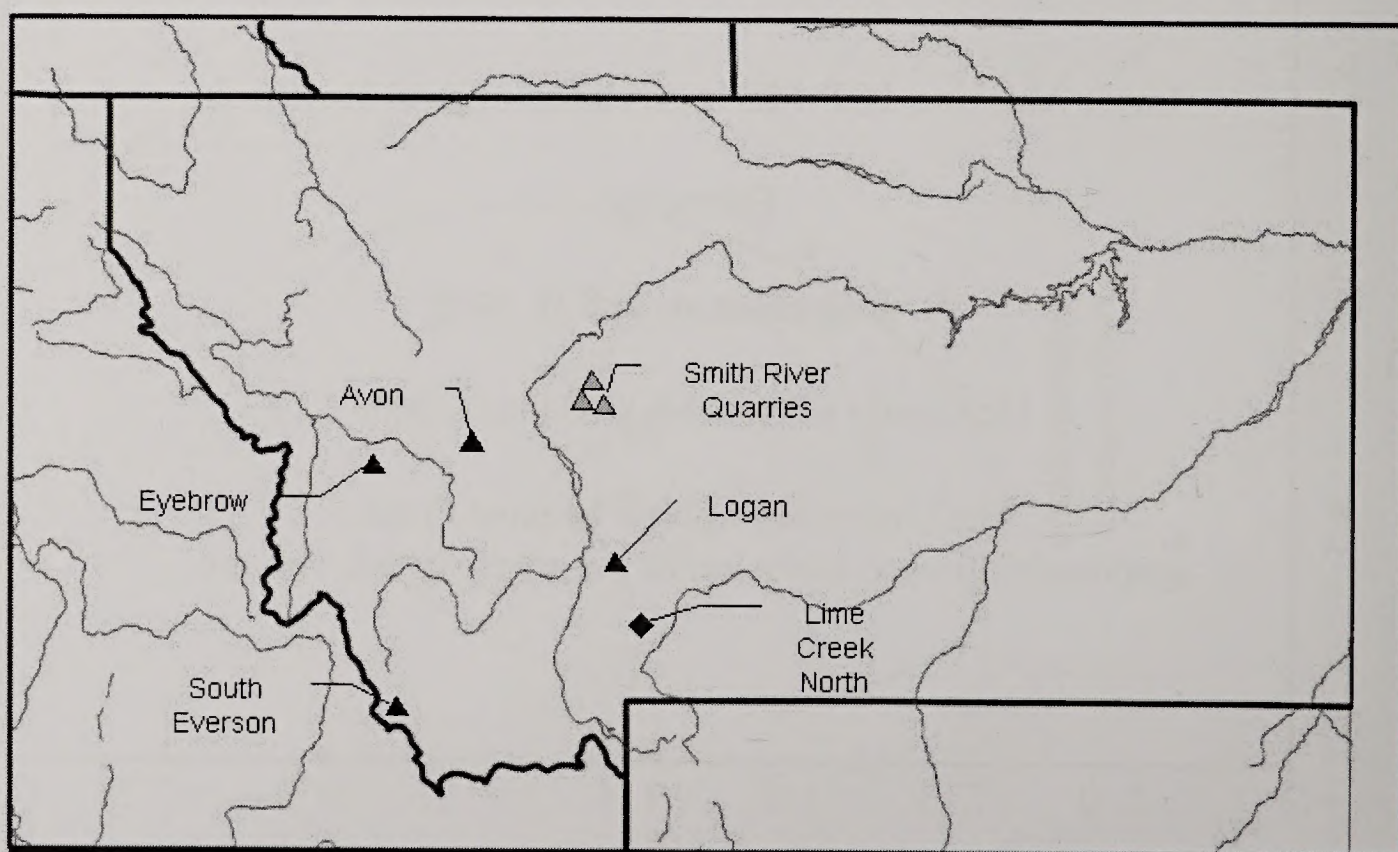 Avon
Smith River
Quarries
Eyebrow
Logan
Lime
Creek
North
South
Everson